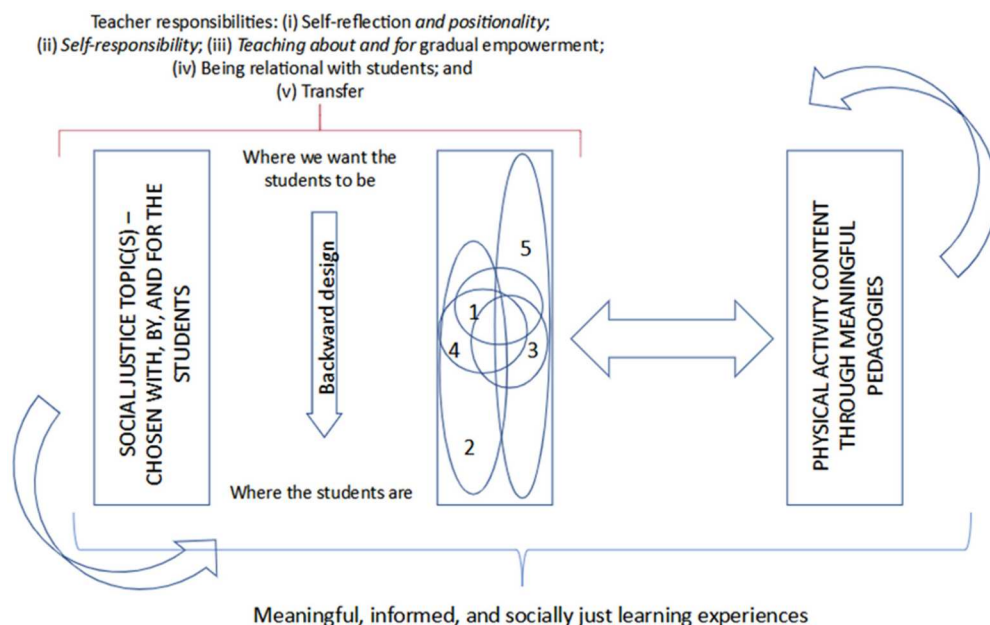 Teacher responsibilities: (i) Self-reflection and positionality;
(ii) Self-responsibility; (iii) Teaching about and for gradual empowerment;
(iv) Being relational with students; and
(v) Transfer
SOCIAL JUSTICE TOPIC(S) –
CHOSEN WITH, BY, AND FOR THE
STUDENTS
Where we want the
students to be
Backward design
Where the students are
5
1
4
3
2
PHYSICAL ACTIVITY CONTENT
THROUGH MEANINGFUL
PEDAGOGIES
Meaningful, informed, and socially just learning experiences